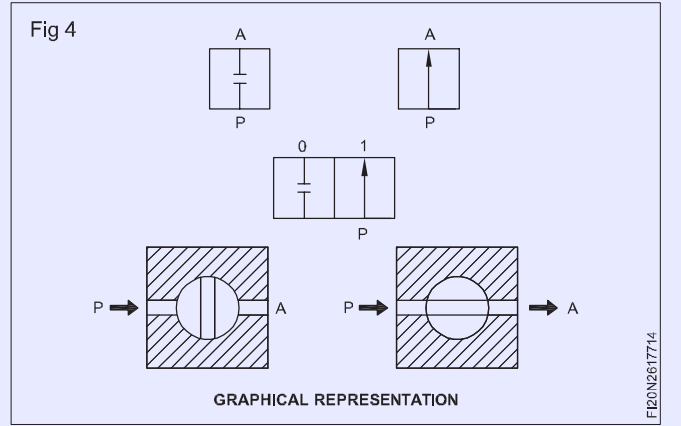 Fig 4
A A
P P
0 1
P
P A P A
GRAPHICAL REPRESENTATION
FI20N2617714